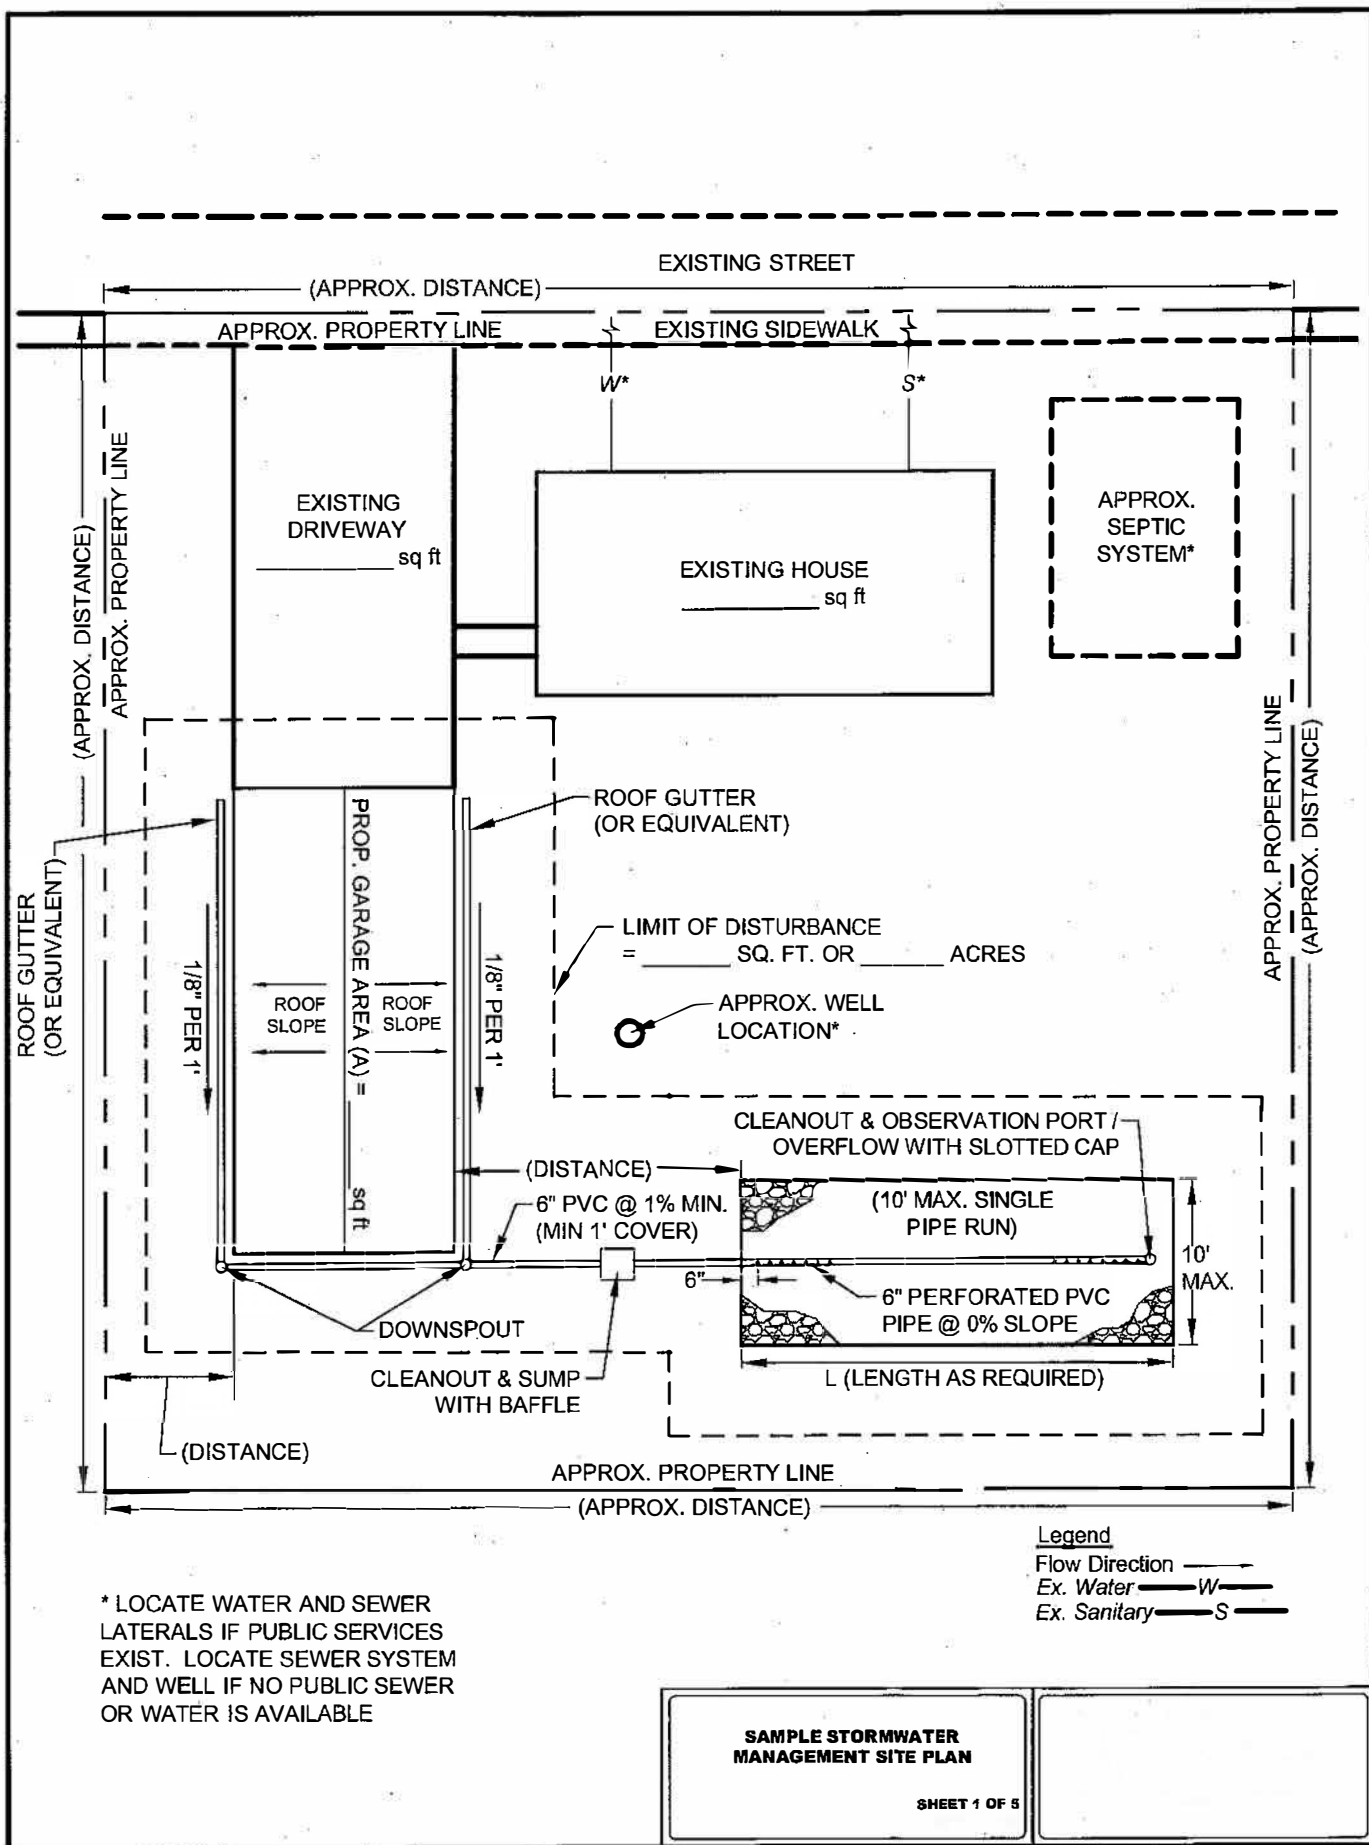 EXISTING STREET
(APPROX. DISTANCE)
APPROX. PROPERTY LINE
EXISTING SIDEWALK
W*
S*
(APPROX. DISTANCE)
APPROX. PROPERTY LINE
EXISTING
DRIVEWAY
sq ft
EXISTING HOUSE
sq ft
APPROX.
SEPTIC
SYSTEM*
APPROX. PROPERTY LINE
(APPROX. DISTANCE)
ROOF GUTTER
(OR EQUIVALENT)
ROOF GUTTER
(OR EQUIVALENT)
PROP. GARAGE AREA (A) = ______ sq ft
1/8" PER 1'
1/8" PER 1'
ROOF
SLOPE
ROOF
SLOPE
LIMIT OF DISTURBANCE
= ______ SQ. FT. OR ______ ACRES
APPROX. WELL
LOCATION*
CLEANOUT & OBSERVATION PORT /
OVERFLOW WITH SLOTTED CAP
(DISTANCE)
6" PVC @ 1% MIN.
(MIN 1' COVER)
(10' MAX. SINGLE
PIPE RUN)
10'
MAX.
6"
6" PERFORATED PVC
PIPE @ 0% SLOPE
DOWNSPOUT
CLEANOUT & SUMP
WITH BAFFLE
L (LENGTH AS REQUIRED)
(DISTANCE)
APPROX. PROPERTY LINE
(APPROX. DISTANCE)
Legend
Flow Direction
Ex. Water W
Ex. Sanitary S
* LOCATE WATER AND SEWER
LATERALS IF PUBLIC SERVICES
EXIST. LOCATE SEWER SYSTEM
AND WELL IF NO PUBLIC SEWER
OR WATER IS AVAILABLE
SAMPLE STORMWATER
MANAGEMENT SITE PLAN
SHEET 1 OF 5